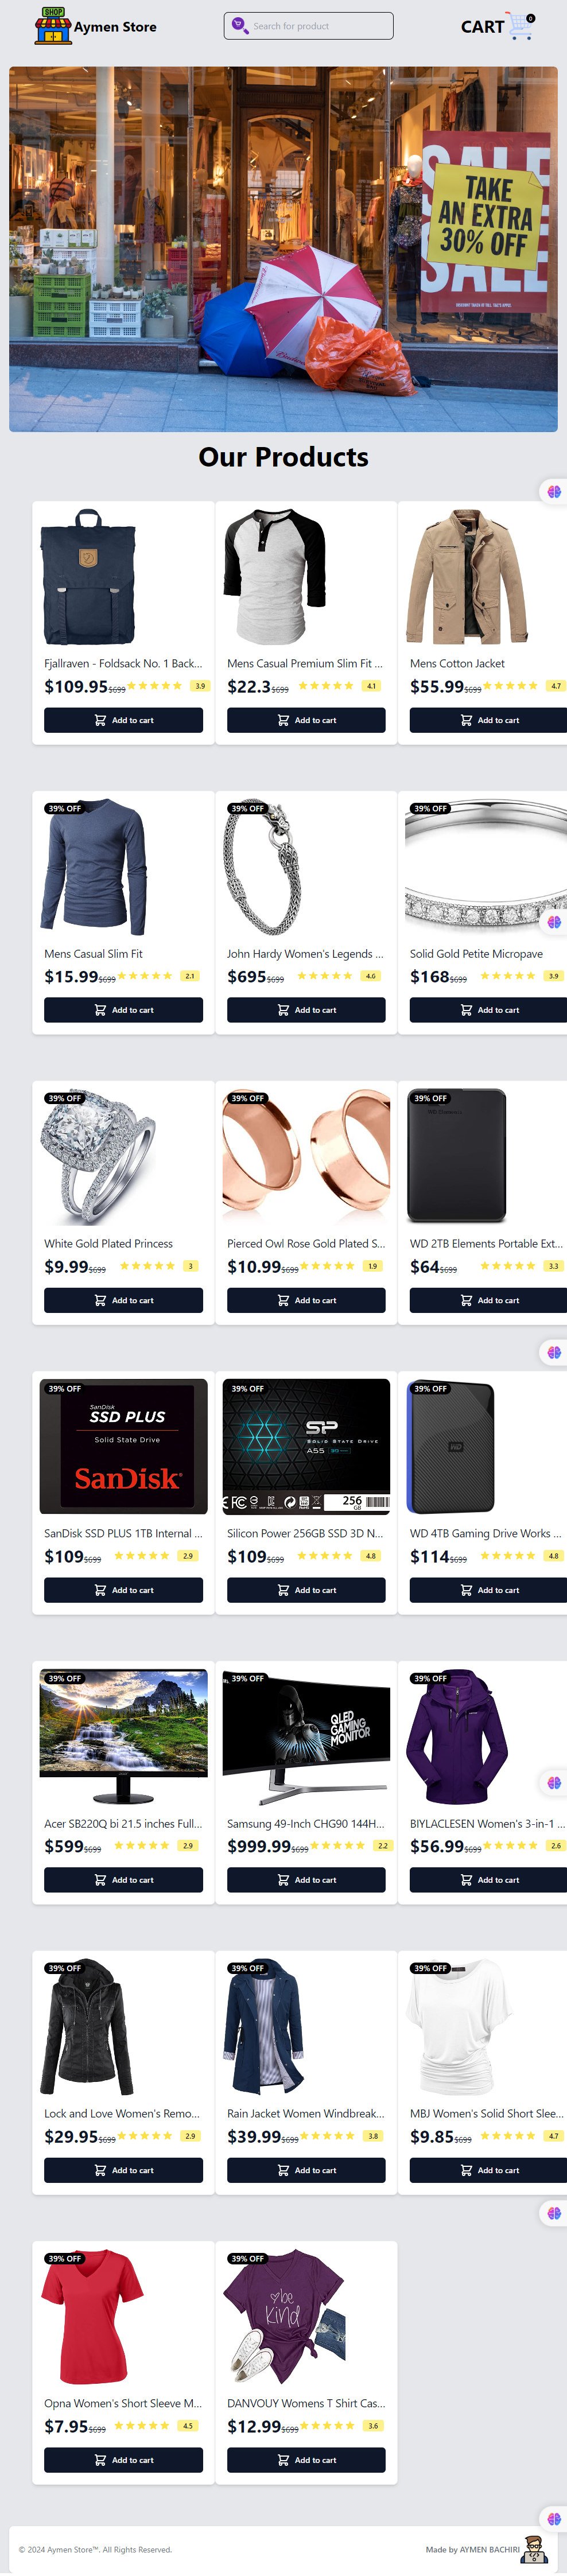 SHOP
Aymen Store
Search for product
CART
0
SALE
TAKE
AN EXTRA
30% OFF
SALE
Our Products
Fjallraven - Foldsack No. 1 Back...
$109.95 $699 3.9
Add to cart
Mens Casual Premium Slim Fit ...
$22.3 $699 4.1
Add to cart
Mens Cotton Jacket
$55.99 $699 4.7
Add to cart
39% OFF
Mens Casual Slim Fit
$15.99 $699 2.1
Add to cart
39% OFF
John Hardy Women's Legends ...
$695 $699 4.6
Add to cart
39% OFF
Solid Gold Petite Micropave
$168 $699 3.9
Add to cart
39% OFF
White Gold Plated Princess
$9.99 $699 3
Add to cart
39% OFF
Pierced Owl Rose Gold Plated S...
$10.99 $699 1.9
Add to cart
39% OFF
WD 2TB Elements Portable Ext...
$64 $699 3.3
Add to cart
39% OFF
SanDisk
SSD PLUS
Solid State Drive
SanDisk
SanDisk SSD PLUS 1TB Internal ...
$109 $699 2.9
Add to cart
39% OFF
SP
SOLID STATE DRIVE
A55
256
GB
Silicon Power 256GB SSD 3D N...
$109 $699 4.8
Add to cart
39% OFF
WD
WD 4TB Gaming Drive Works ...
$114 $699 4.8
Add to cart
39% OFF
Acer SB220Q bi 21.5 inches Full...
$599 $699 2.9
Add to cart
39% OFF
QLED
GAMING
MONITOR
Samsung 49-Inch CHG90 144H...
$999.99 $699 2.2
Add to cart
39% OFF
BIYLACLESEN Women's 3-in-1 ...
$56.99 $699 2.6
Add to cart
39% OFF
Lock and Love Women's Remo...
$29.95 $699 2.9
Add to cart
39% OFF
Rain Jacket Women Windbreak...
$39.99 $699 3.8
Add to cart
39% OFF
MBJ Women's Solid Short Slee...
$9.85 $699 4.7
Add to cart
39% OFF
Opna Women's Short Sleeve M...
$7.95 $699 4.5
Add to cart
39% OFF
be
KIND
DANVOUY Womens T Shirt Cas...
$12.99 $699 3.6
Add to cart
© 2024 Aymen Store™. All Rights Reserved.
Made by AYMEN BACHIRI